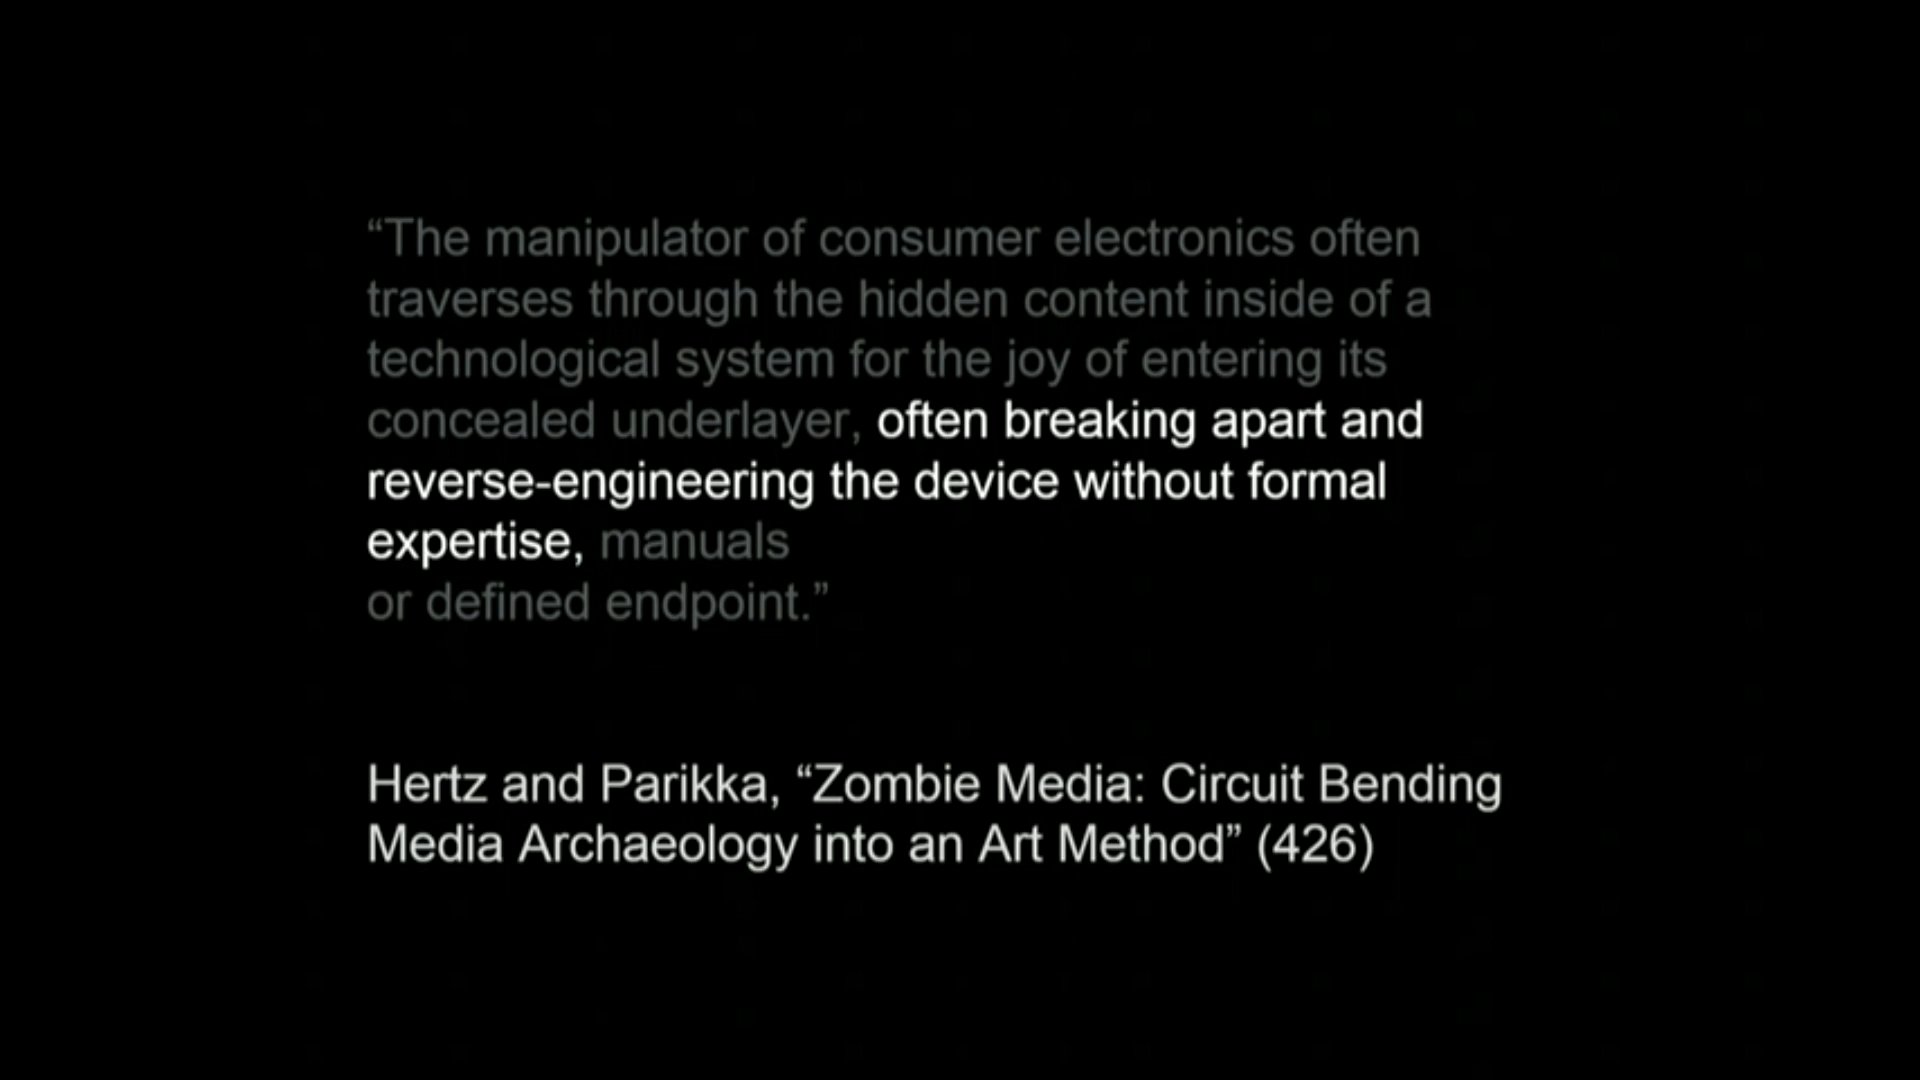 “The manipulator of consumer electronics often
traverses through the hidden content inside of a
technological system for the joy of entering its
concealed underlayer, often breaking apart and
reverse-engineering the device without formal
expertise, manuals
or defined endpoint.”
Hertz and Parikka, “Zombie Media: Circuit Bending
Media Archaeology into an Art Method” (426)